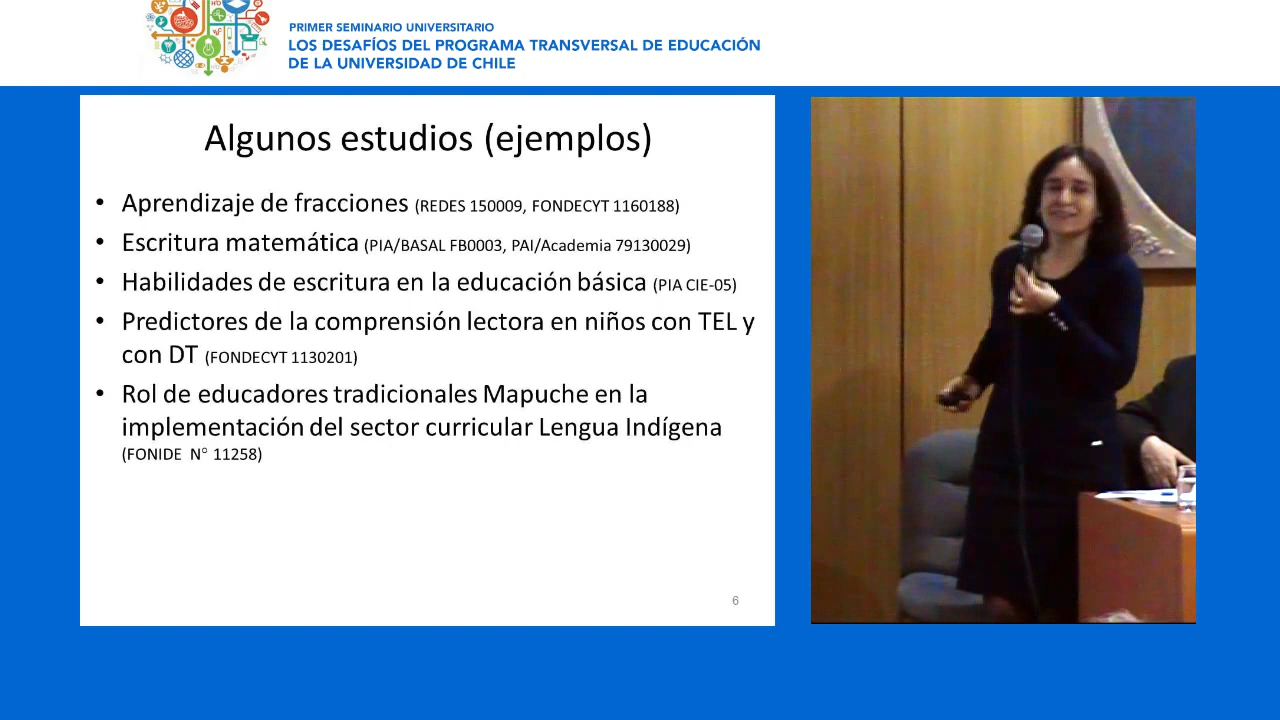 PRIMER SEMINARIO UNIVERSITARIO
LOS DESAFÍOS DEL PROGRAMA TRANSVERSAL DE EDUCACIÓN
DE LA UNIVERSIDAD DE CHILE
Algunos estudios (ejemplos)
• Aprendizaje de fracciones (REDES 150009, FONDECYT 1160188)
• Escritura matemática (PIA/BASAL FB0003, PAI/Academia 79130029)
• Habilidades de escritura en la educación básica (PIA CIE-05)
• Predictores de la comprensión lectora en niños con TEL y
con DT (FONDECYT 1130201)
• Rol de educadores tradicionales Mapuche en la
implementación del sector curricular Lengua Indígena
(FONIDE N° 11258)
6